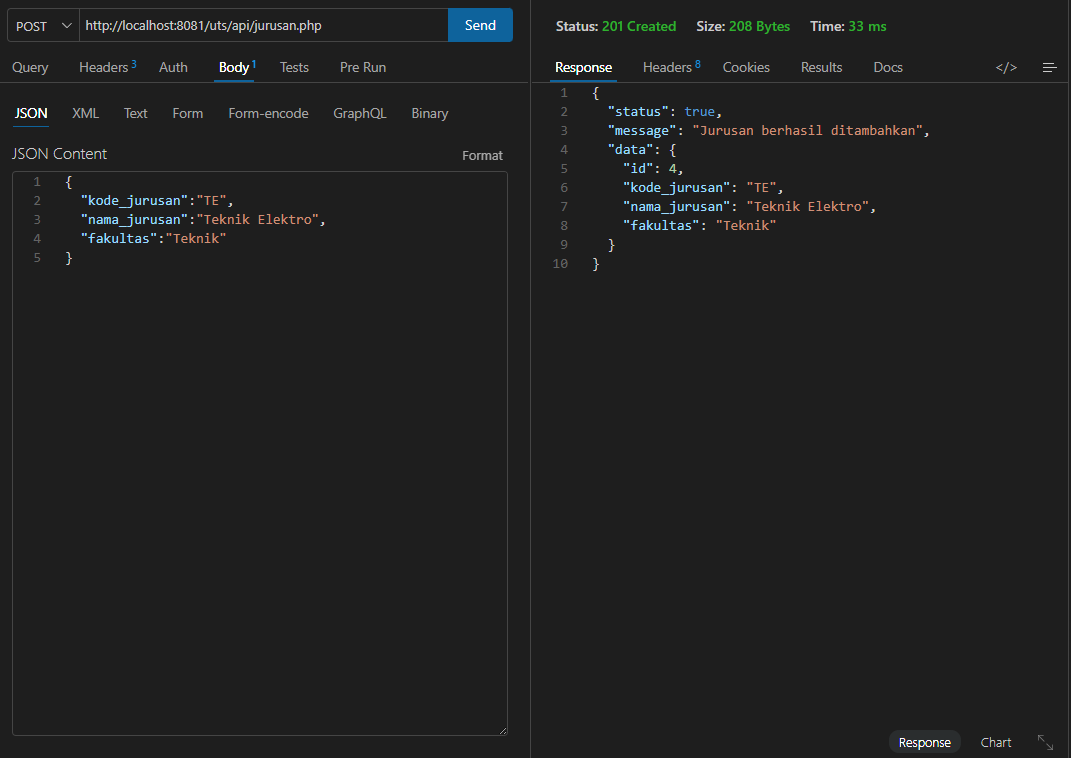 POST http://localhost:8081/uts/api/jurusan.php Send
Query Headers 3 Auth Body 1 Tests Pre Run
JSON XML Text Form Form-encode GraphQL Binary
JSON Content Format
1 {
2 "kode_jurusan":"TE",
3 "nama_jurusan":"Teknik Elektro",
4 "fakultas":"Teknik"
5 }
Status: 201 Created Size: 208 Bytes Time: 33 ms
Response Headers 8 Cookies Results Docs </>
1 {
2 "status": true,
3 "message": "Jurusan berhasil ditambahkan",
4 "data": {
5 "id": 4,
6 "kode_jurusan": "TE",
7 "nama_jurusan": "Teknik Elektro",
8 "fakultas": "Teknik"
9 }
10 }
Response Chart